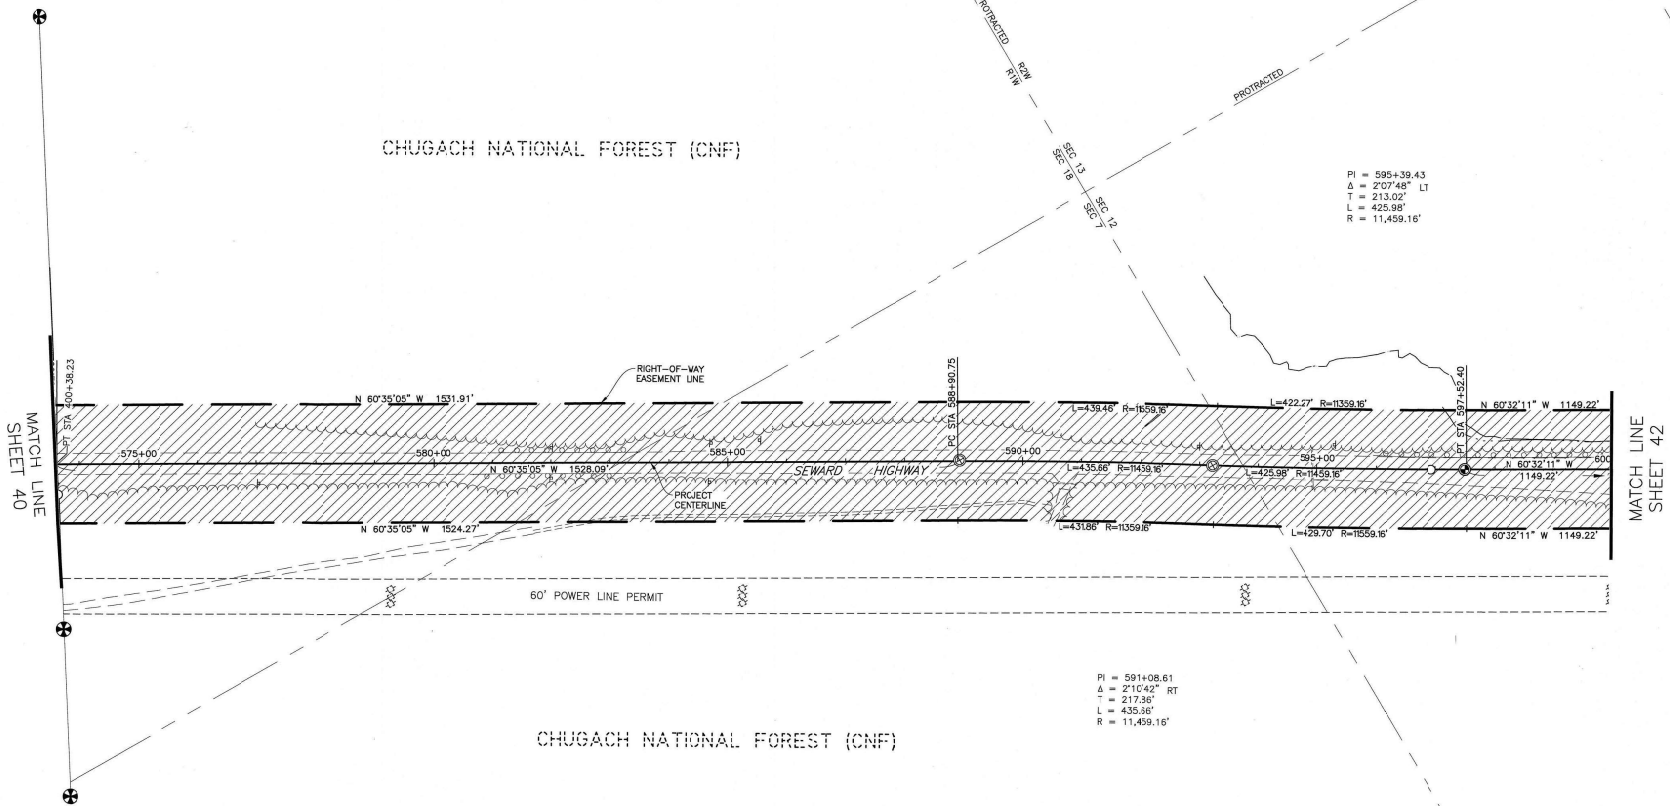 PROTRACTED
R2W
R1W
PROTRACTED
CHUGACH NATIONAL FOREST (CNF)
SEC 13
SEC 18
SEC 12
SEC 7
PI = 595+39.43
Δ = 2°07'48" LT
T = 213.02'
L = 425.98'
R = 11,459.16'
MATCH LINE
SHEET 40
PT STA 400+38.23
RIGHT-OF-WAY
EASEMENT LINE
N 60°35'05" W 1531.91'
PC STA 588+90.75
L=439.46' R=11559.16'
L=422.27' R=11359.16'
PT STA 597+52.40
N 60°32'11" W 1149.22'
575+00
580+00
585+00
590+00
595+00
600
N 60°35'05" W 1528.09'
SEWARD HIGHWAY
L=435.66' R=11459.16'
L=425.98' R=11459.16'
N 60°32'11" W
1149.22'
PROJECT
CENTERLINE
N 60°35'05" W 1524.27'
L=431.86' R=11359.16'
L=429.70' R=11559.16'
N 60°32'11" W 1149.22'
MATCH LINE
SHEET 42
60' POWER LINE PERMIT
PI = 591+08.61
Δ = 2°10'42" RT
T = 217.86'
L = 435.66'
R = 11,459.16'
CHUGACH NATIONAL FOREST (CNF)